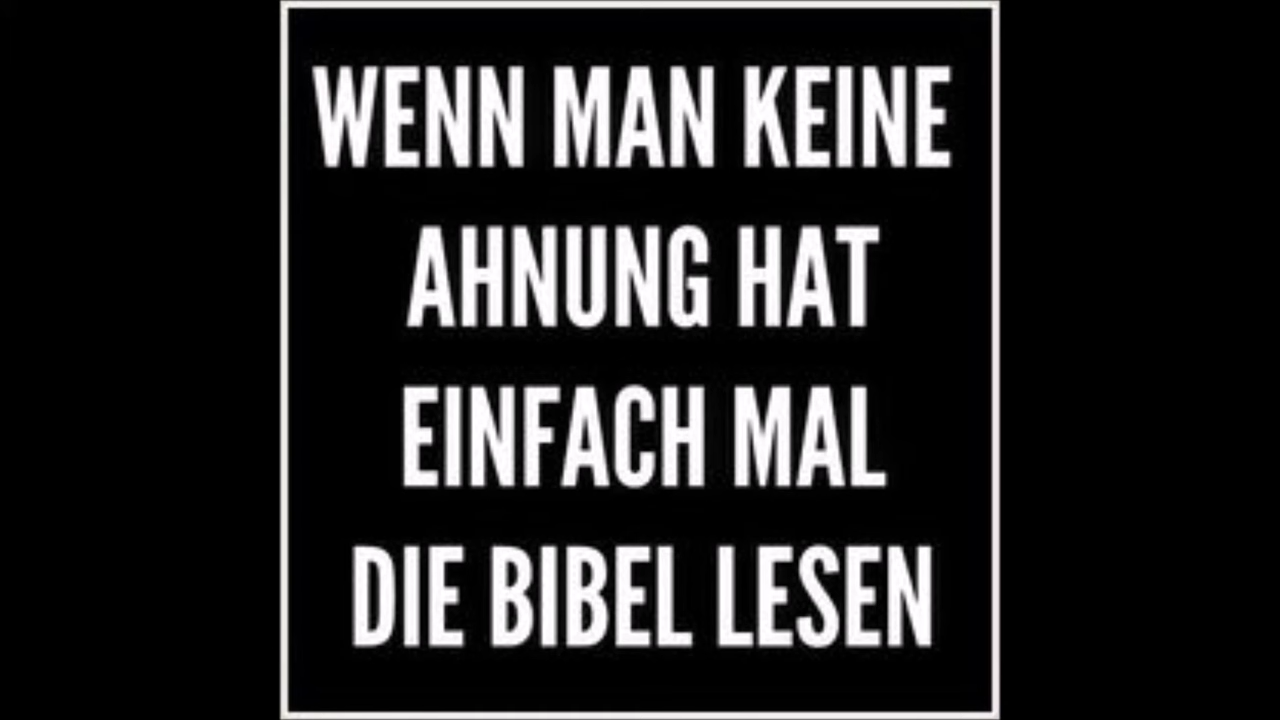 WENN MAN KEINE
AHNUNG HAT
EINFACH MAL
DIE BIBEL LESEN